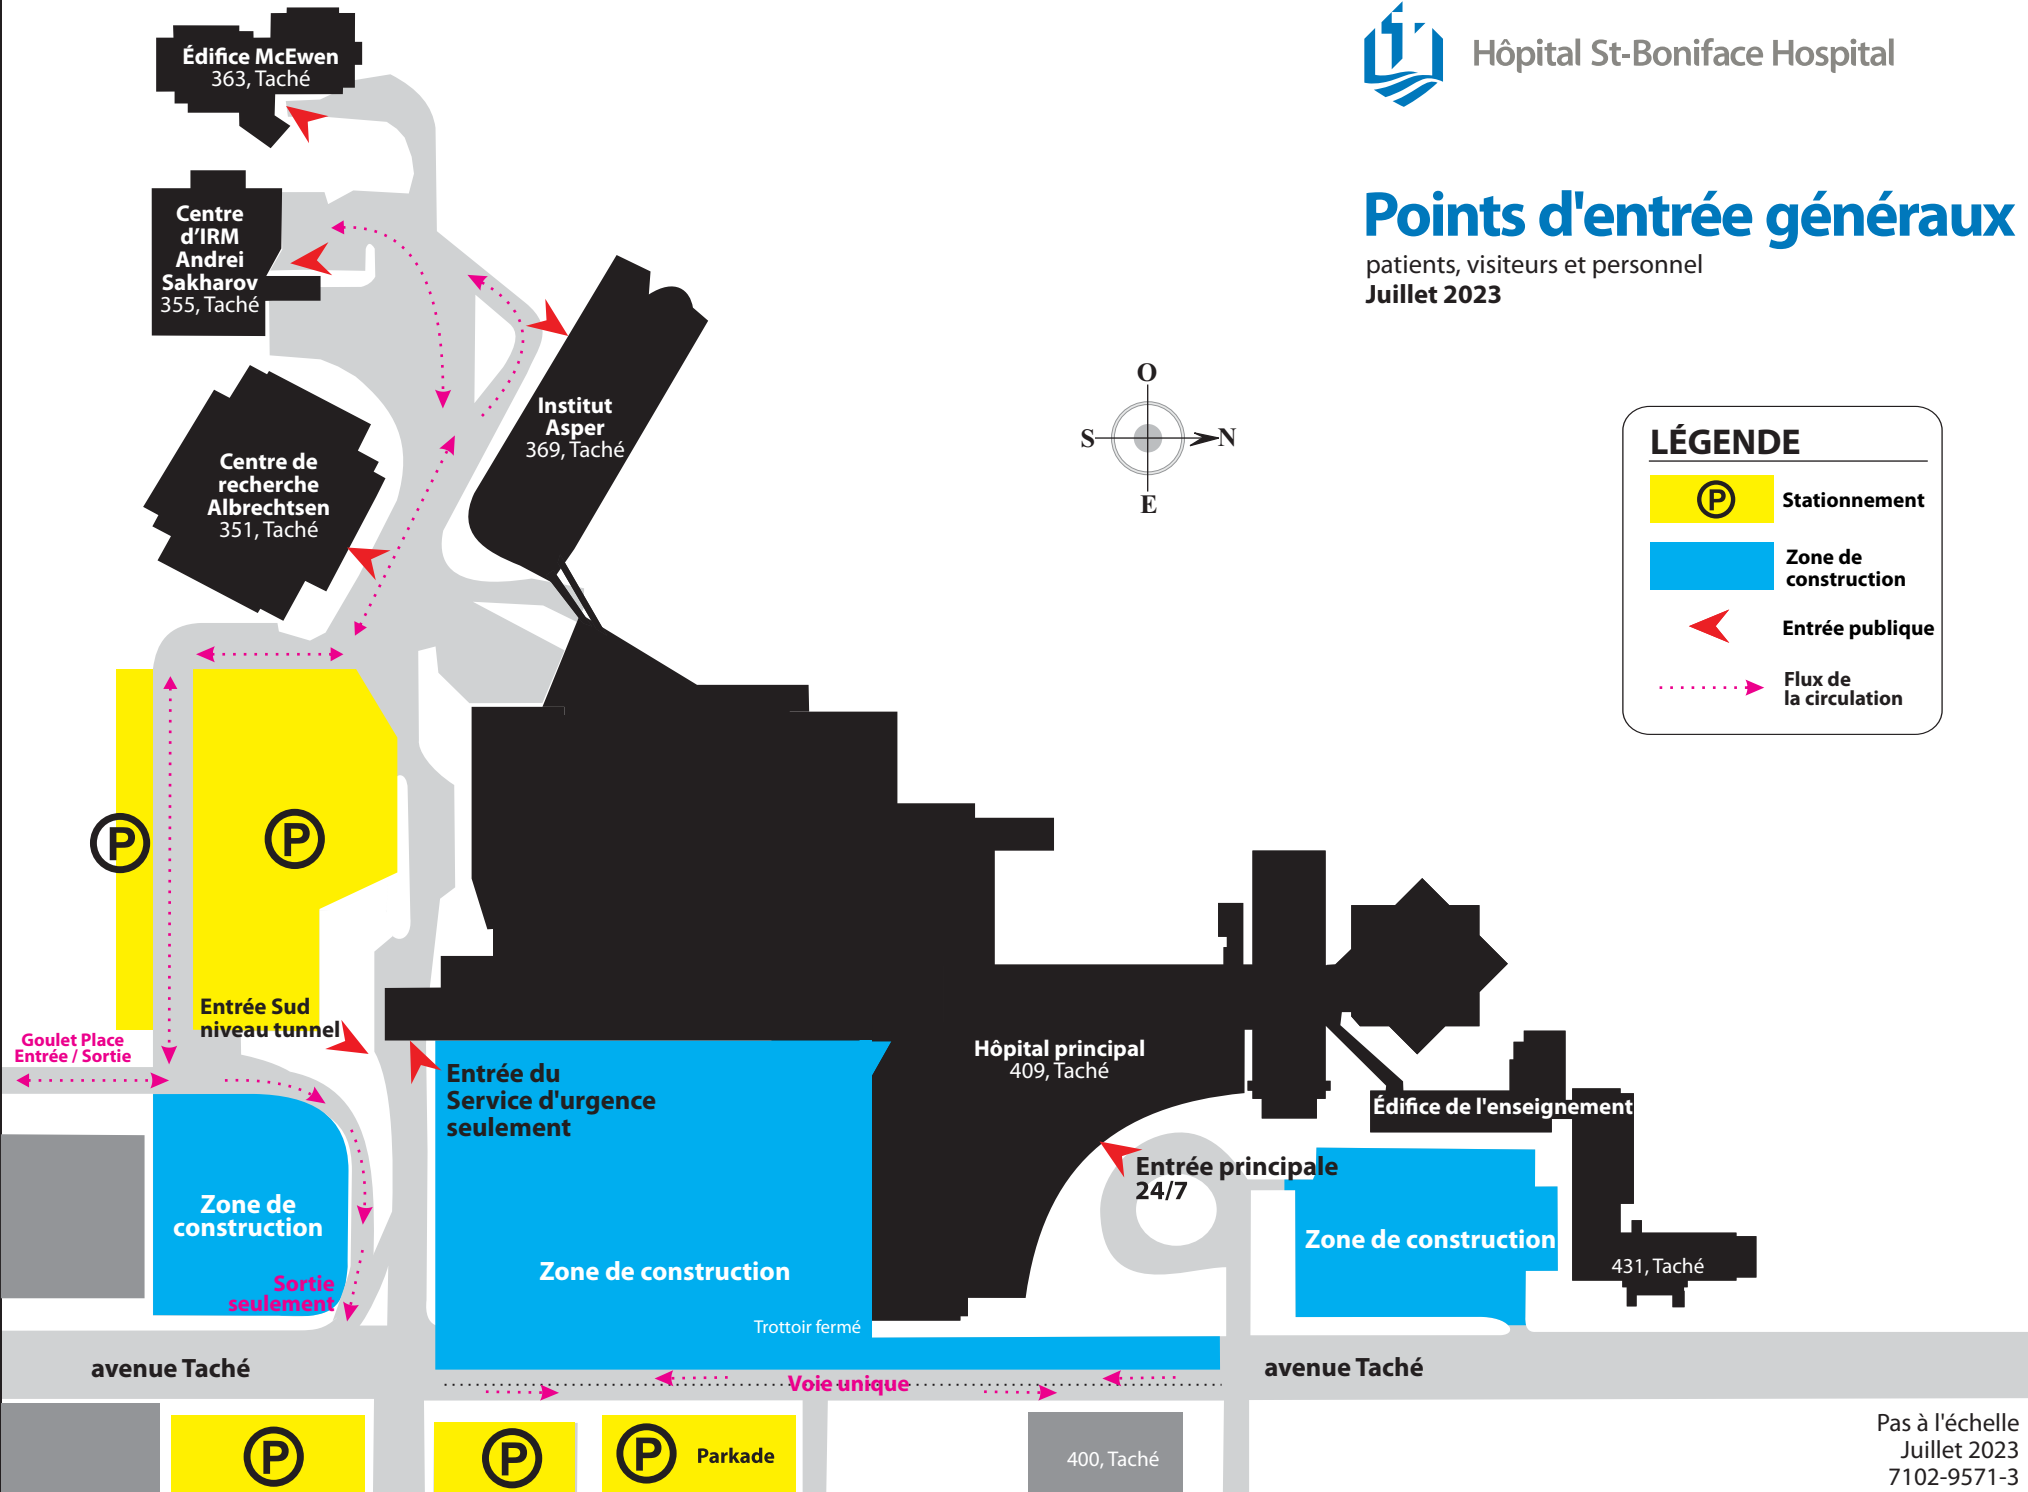 Hôpital St-Boniface Hospital
Points d'entrée généraux
patients, visiteurs et personnel
Juillet 2023
Édifice McEwen
363, Taché
Centre
d'IRM
Andrei
Sakharov
355, Taché
Institut
Asper
369, Taché
Centre de
recherche
Albrechtsen
351, Taché
O
S
N
E
LÉGENDE
P
Stationnement
Zone de
construction
Entrée publique
Flux de
la circulation
P
P
Entrée Sud
niveau tunnel
Goulet Place
Entrée / Sortie
Entrée du
Service d'urgence
seulement
Hôpital principal
409, Taché
Édifice de l'enseignement
Entrée principale
24/7
Zone de
construction
Zone de construction
Zone de construction
431, Taché
Sortie
seulement
Trottoir fermé
avenue Taché
Voie unique
avenue Taché
P
P
P
Parkade
400, Taché
Pas à l'échelle
Juillet 2023
7102-9571-3